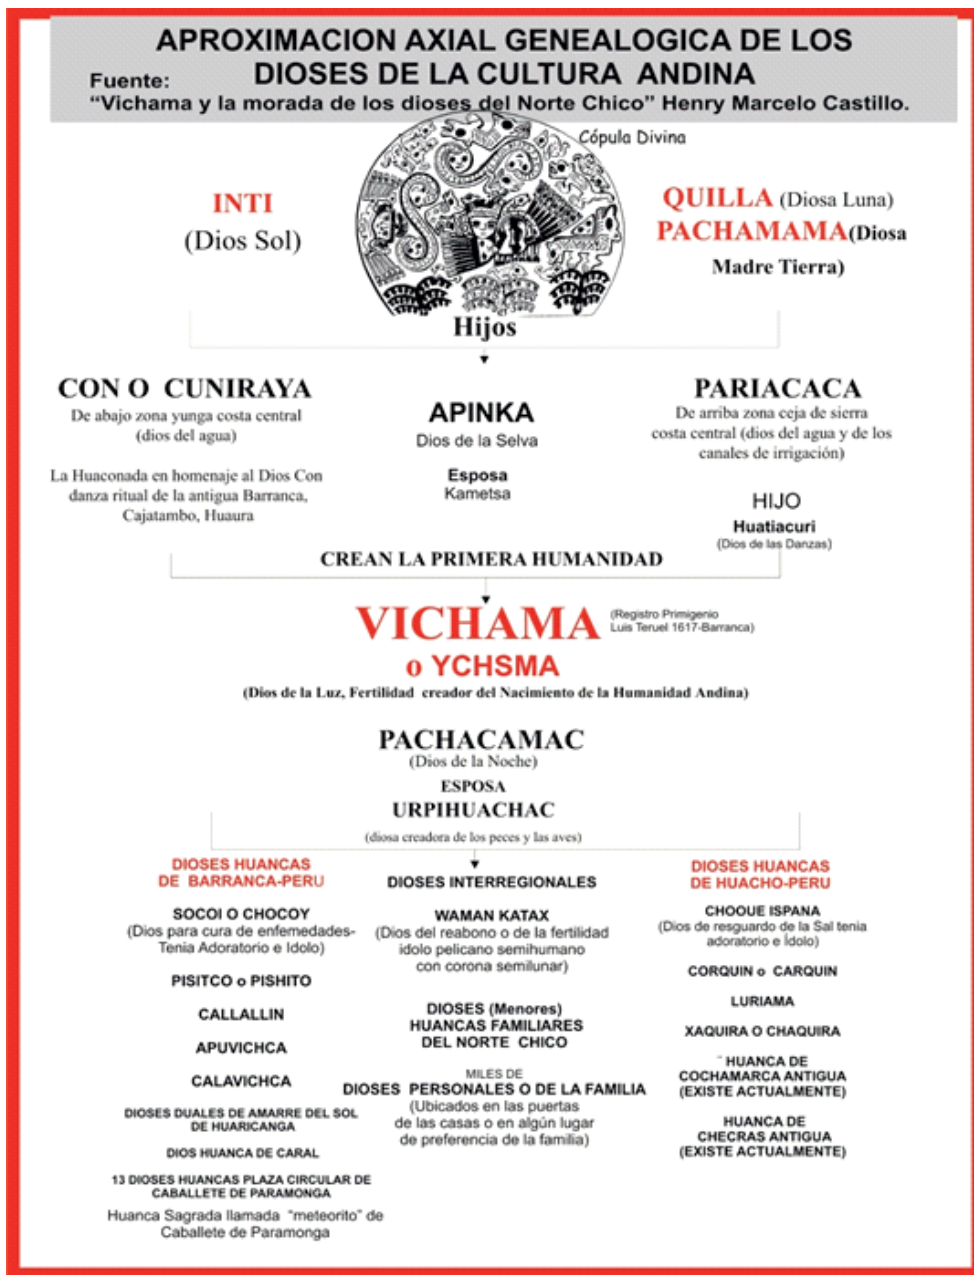 APROXIMACION AXIAL GENEALOGICA DE LOS
DIOSES DE LA CULTURA ANDINA
Fuente:
“Vichama y la morada de los dioses del Norte Chico” Henry Marcelo Castillo.
Cópula Divina
INTI
(Dios Sol)
QUILLA (Diosa Luna)
PACHAMAMA(Diosa
Madre Tierra)
Hijos
CON O CUNIRAYA
De abajo zona yunga costa central
(dios del agua)
La Huaconada en homenaje al Dios Con
danza ritual de la antigua Barranca,
Cajatambo, Huaura
APINKA
Dios de la Selva
Esposa
Kametsa
PARIACACA
De arriba zona ceja de sierra
costa central (dios del agua y de los
canales de irrigación)
HIJO
Huatiacuri
(Dios de las Danzas)
CREAN LA PRIMERA HUMANIDAD
VICHAMA
(Registro Primigenio
Luis Teruel 1617-Barranca)
o YCHSMA
(Dios de la Luz, Fertilidad creador del Nacimiento de la Humanidad Andina)
PACHACAMAC
(Dios de la Noche)
ESPOSA
URPIHUACHAC
(diosa creadora de los peces y las aves)
DIOSES HUANCAS
DE BARRANCA-PERU
SOCOI O CHOCOY
(Dios para cura de enfemedades-
Tenia Adoratorio e Idolo)
PISITCO o PISHITO
CALLALLIN
APUVICHCA
CALAVICHCA
DIOSES DUALES DE AMARRE DEL SOL
DE HUARICANGA
DIOS HUANCA DE CARAL
13 DIOSES HUANCAS PLAZA CIRCULAR DE
CABALLETE DE PARAMONGA
Huanca Sagrada llamada “meteorito” de
Caballete de Paramonga
DIOSES INTERREGIONALES
WAMAN KATAX
(Dios del reabono o de la fertilidad
idolo pelicano semihumano
con corona semilunar)
DIOSES (Menores)
HUANCAS FAMILIARES
DEL NORTE CHICO
MILES DE
DIOSES PERSONALES O DE LA FAMILIA
(Ubicados en las puertas
de las casas o en algún lugar
de preferencia de la familia)
DIOSES HUANCAS
DE HUACHO-PERU
CHOQUE ISPANA
(Dios de resguardo de la Sal tenia
adoratorio e Ídolo)
CORQUIN o CARQUIN
LURIAMA
XAQUIRA O CHAQUIRA
¨ HUANCA DE
COCHAMARCA ANTIGUA
(EXISTE ACTUALMENTE)
HUANCA DE
CHECRAS ANTIGUA
(EXISTE ACTUALMENTE)